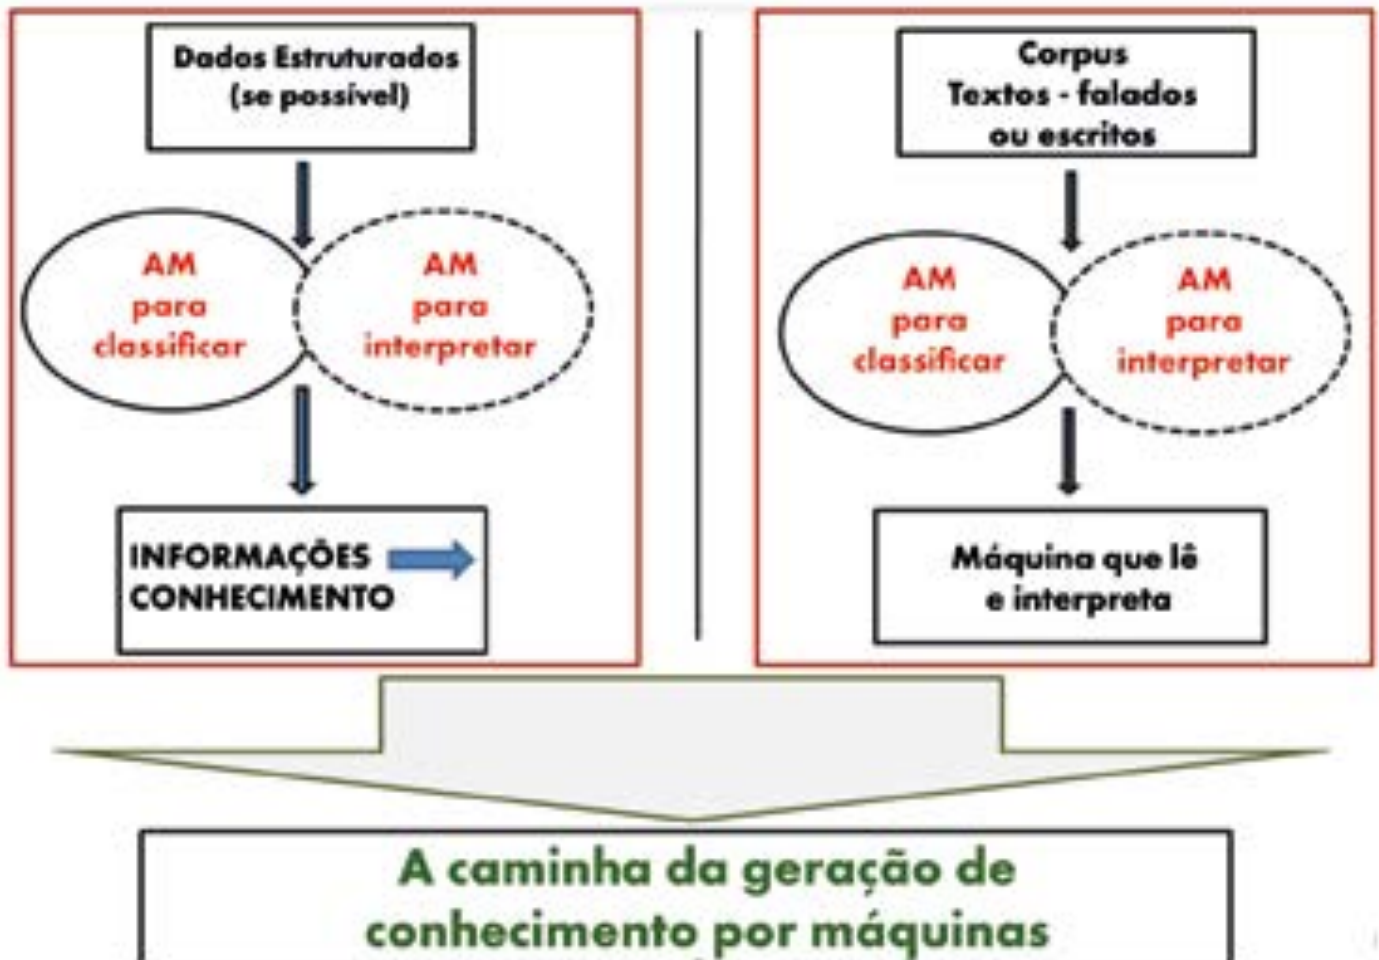 Dados Estruturados
(se possível)
AM
para
classificar
AM
para
interpretar
INFORMAÇÕES
CONHECIMENTO
Corpus
Textos - falados
ou escritos
AM
para
classificar
AM
para
interpretar
Máquina que lê
e interpreta
A caminha da geração de
conhecimento por máquinas